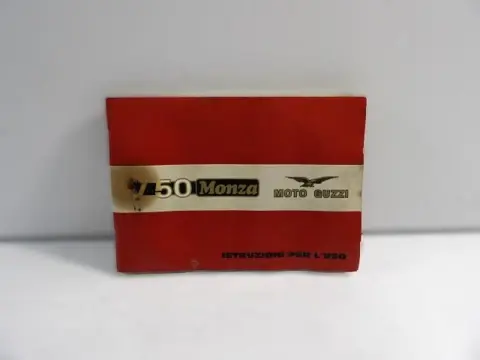 V50 Monza
MOTO GUZZI
ISTRUZIONI PER L'USO